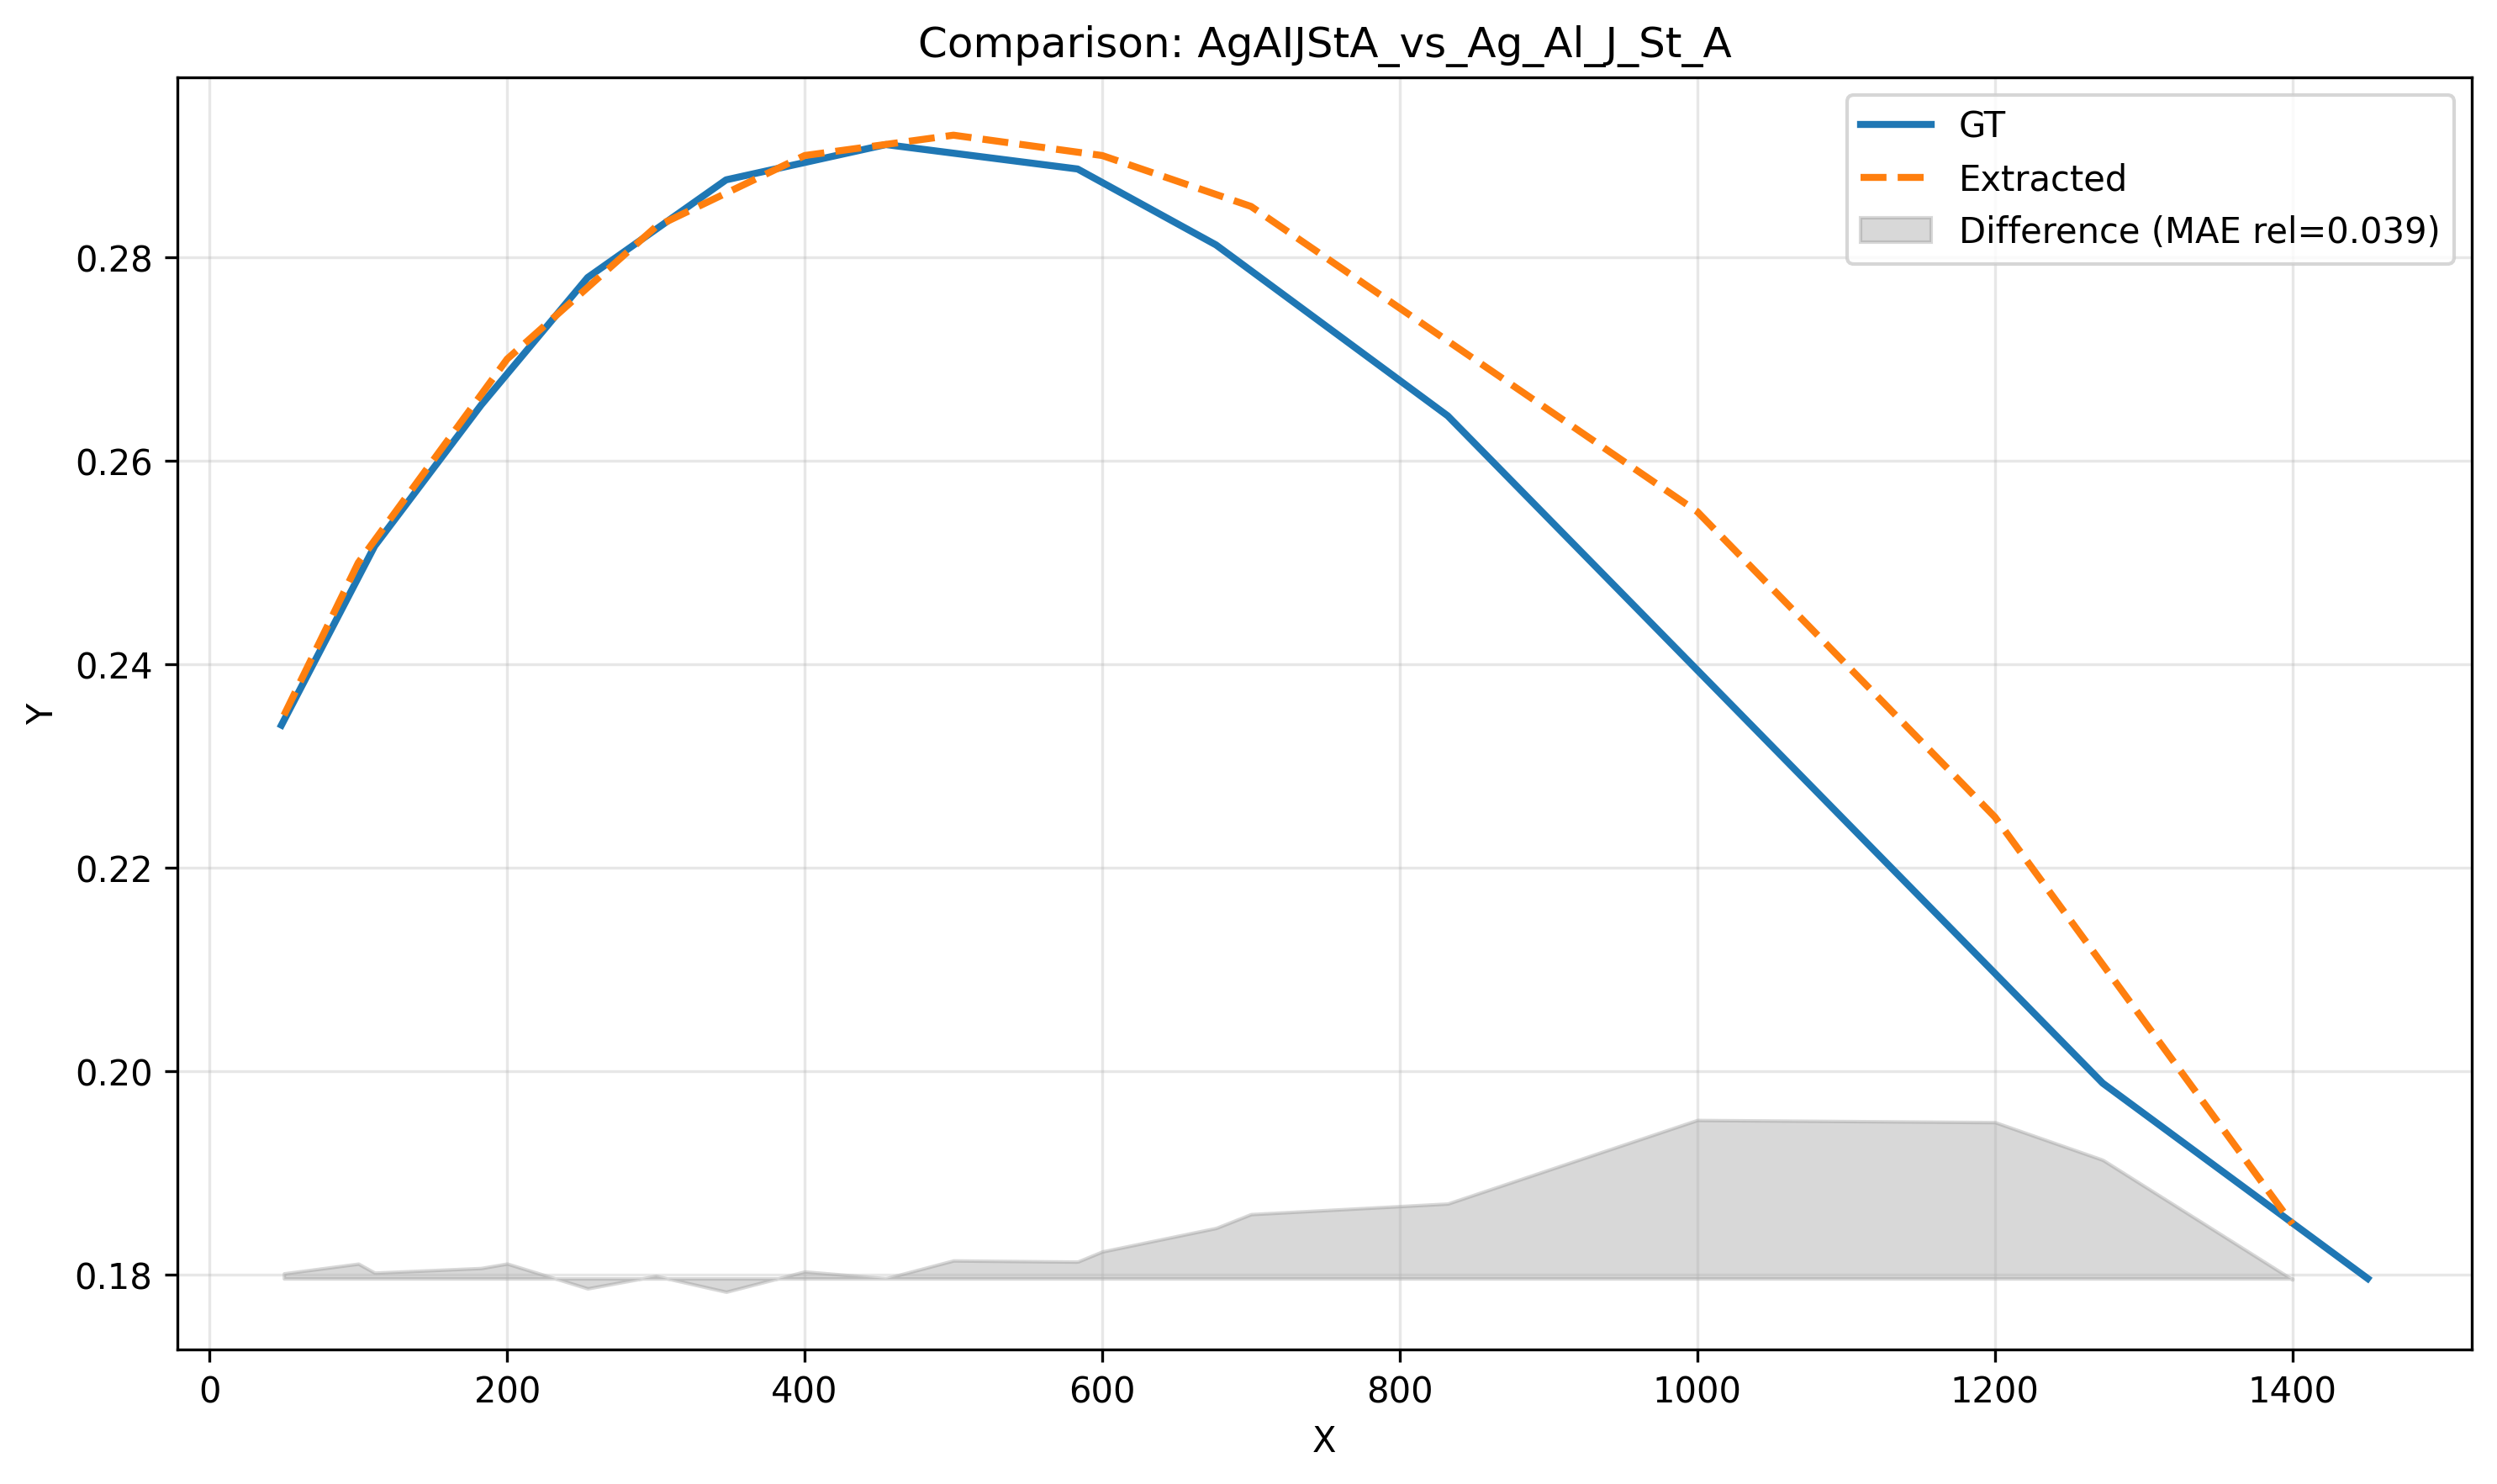 Comparison: AgAIJJStA_vs_Ag_Al_J_St_A
GT
Extracted
Difference (MAE rel=0.039)
Y
0.28
0.26
0.24
0.22
0.20
0.18
0 200 400 600 800 1000 1200 1400
X